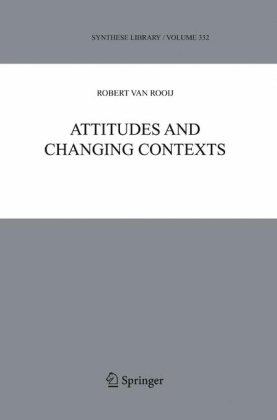 SYNTHESE LIBRARY / VOLUME 332
ROBERT VAN ROOIJ
ATTITUDES AND
CHANGING CONTEXTS
Springer